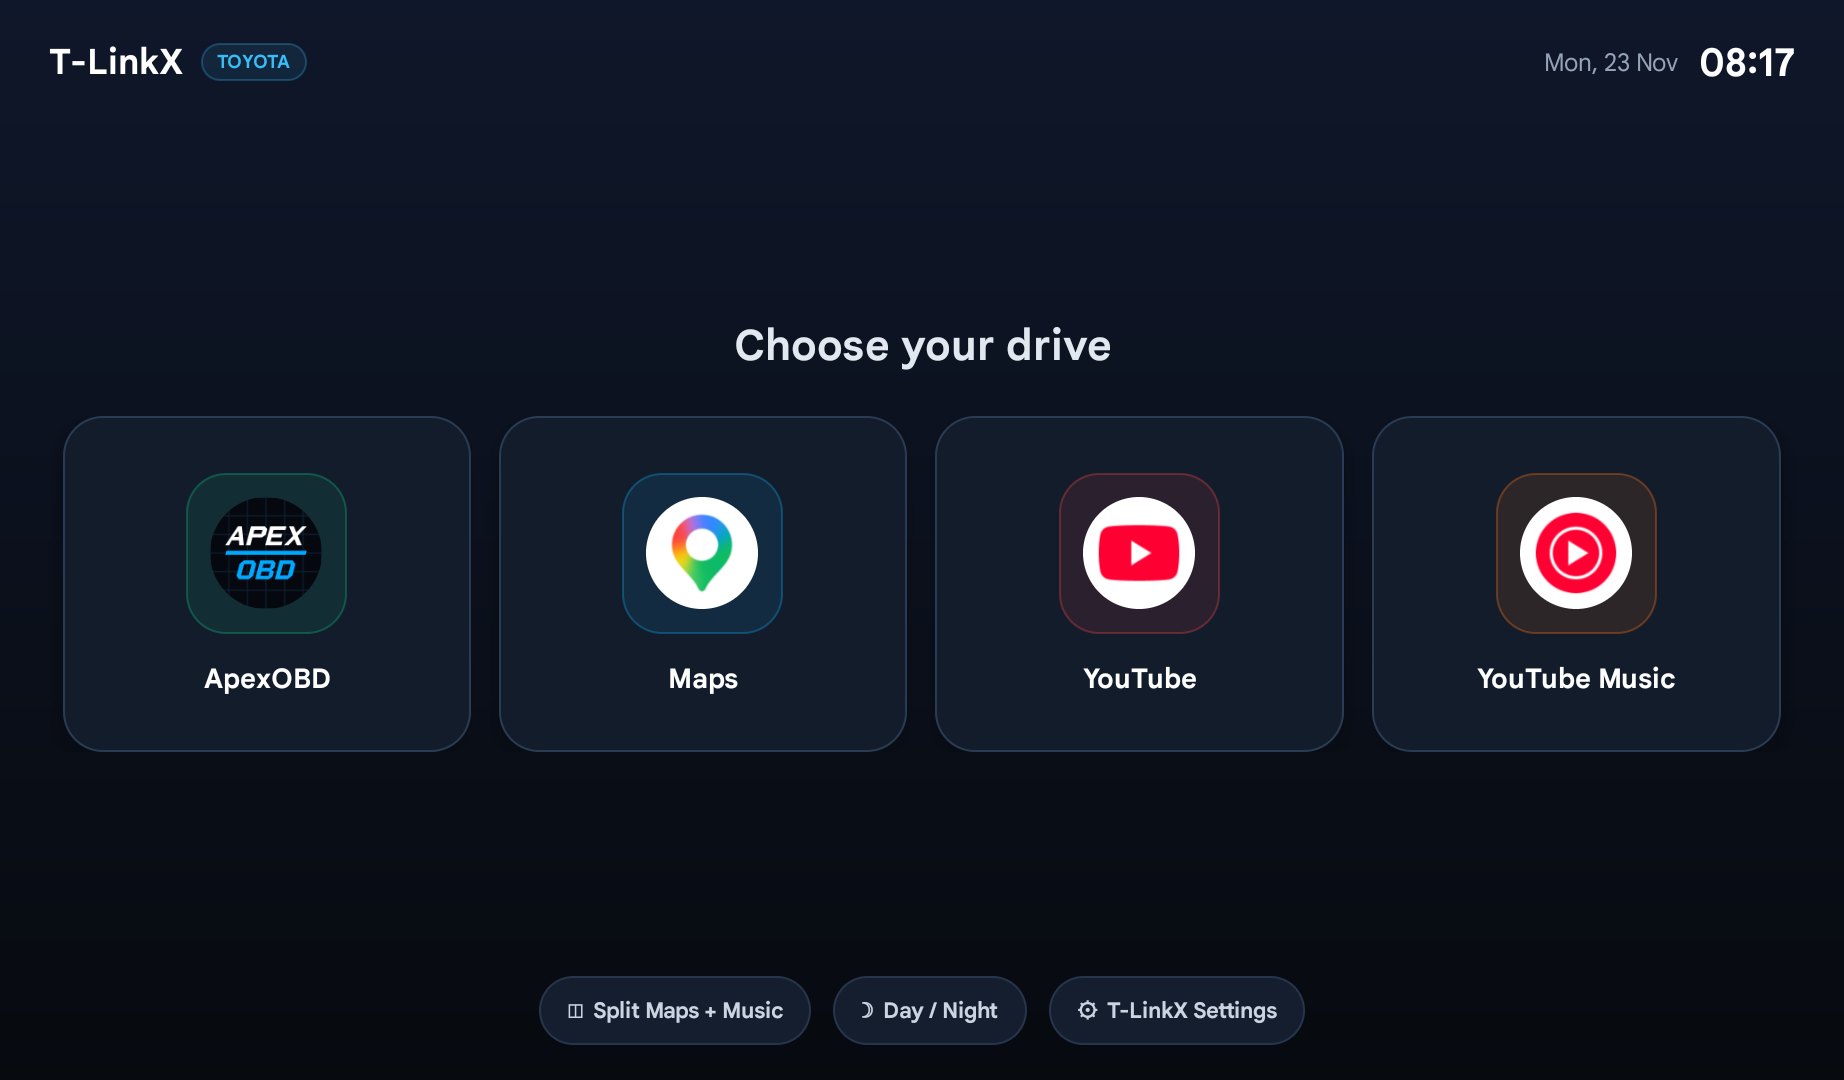 T-LinkX TOYOTA Mon, 23 Nov 08:17
Choose your drive
APEX
OBD
ApexOBD Maps YouTube YouTube Music
Split Maps + Music Day / Night T-LinkX Settings